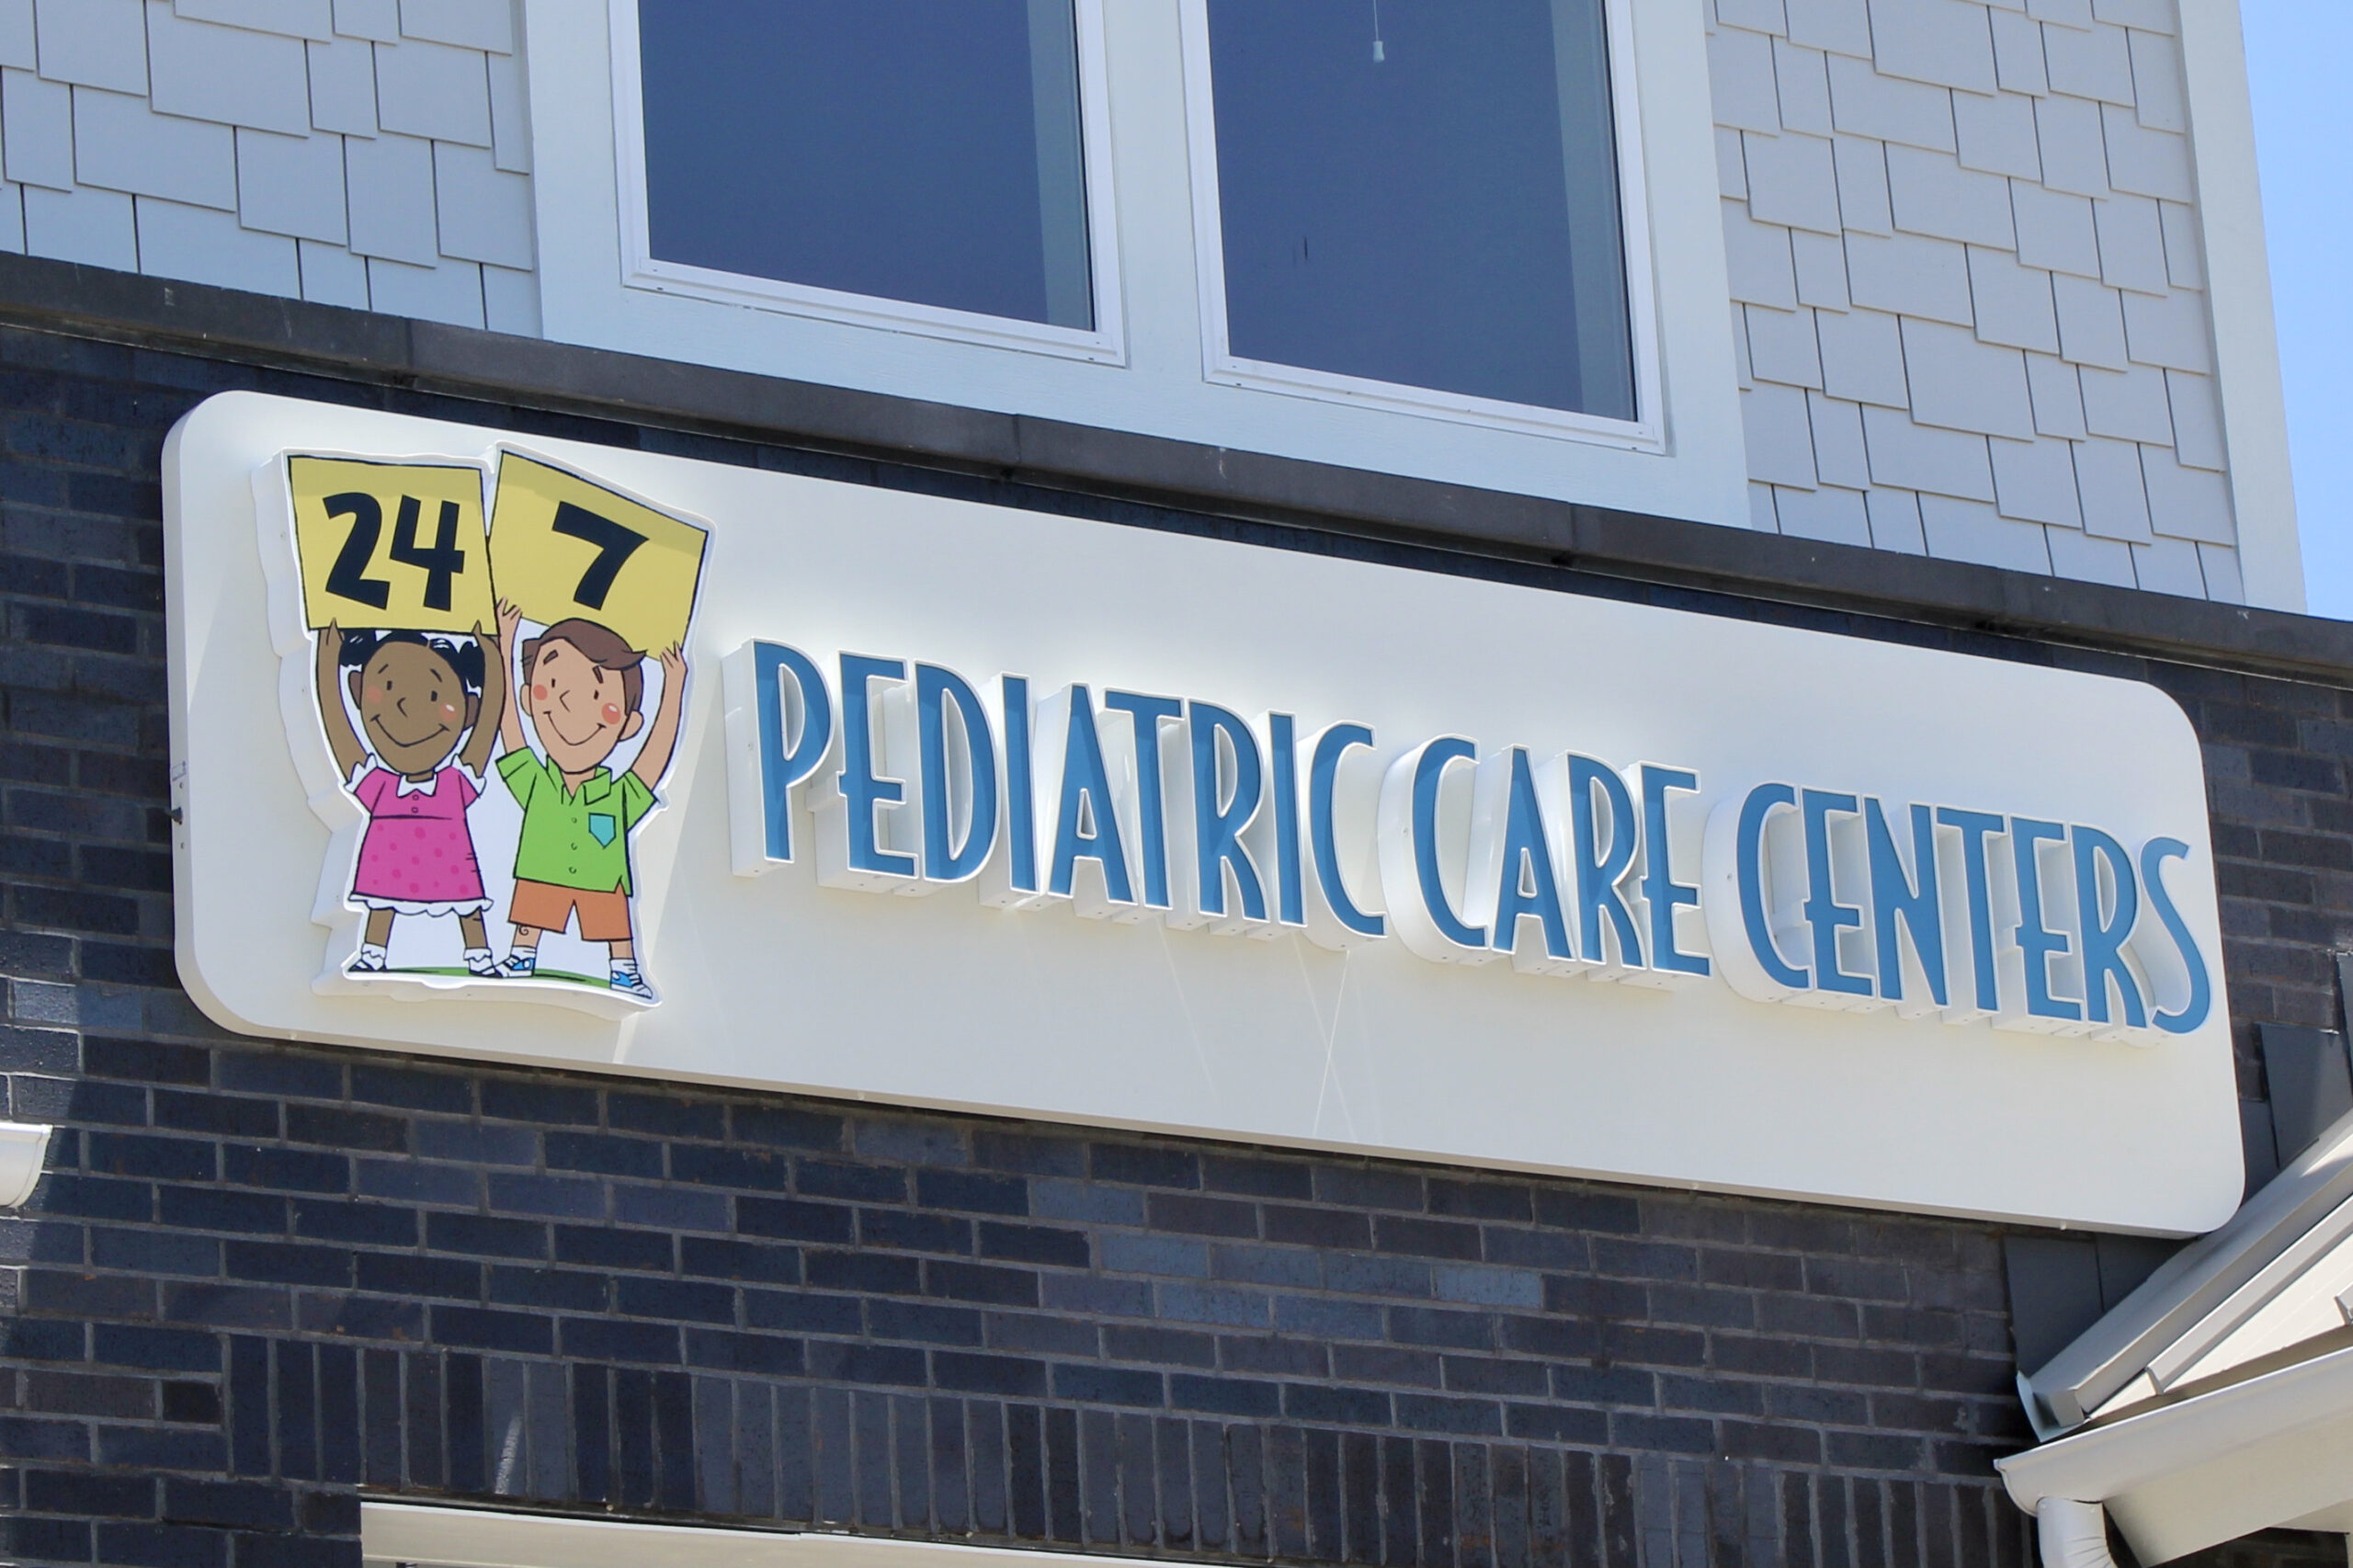 24 7
PEDIATRIC CARE CENTERS